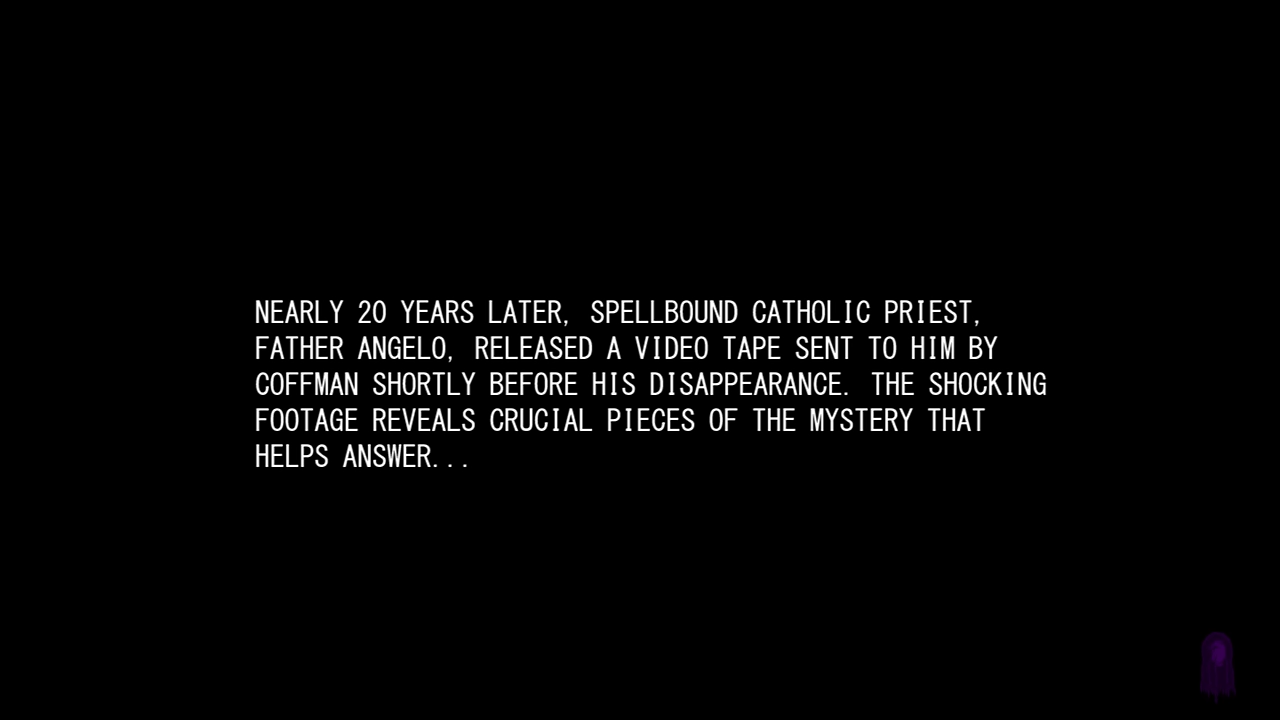 NEARLY 20 YEARS LATER, SPELLBOUND CATHOLIC PRIEST,
FATHER ANGELO, RELEASED A VIDEO TAPE SENT TO HIM BY
COFFMAN SHORTLY BEFORE HIS DISAPPEARANCE. THE SHOCKING
FOOTAGE REVEALS CRUCIAL PIECES OF THE MYSTERY THAT
HELPS ANSWER...